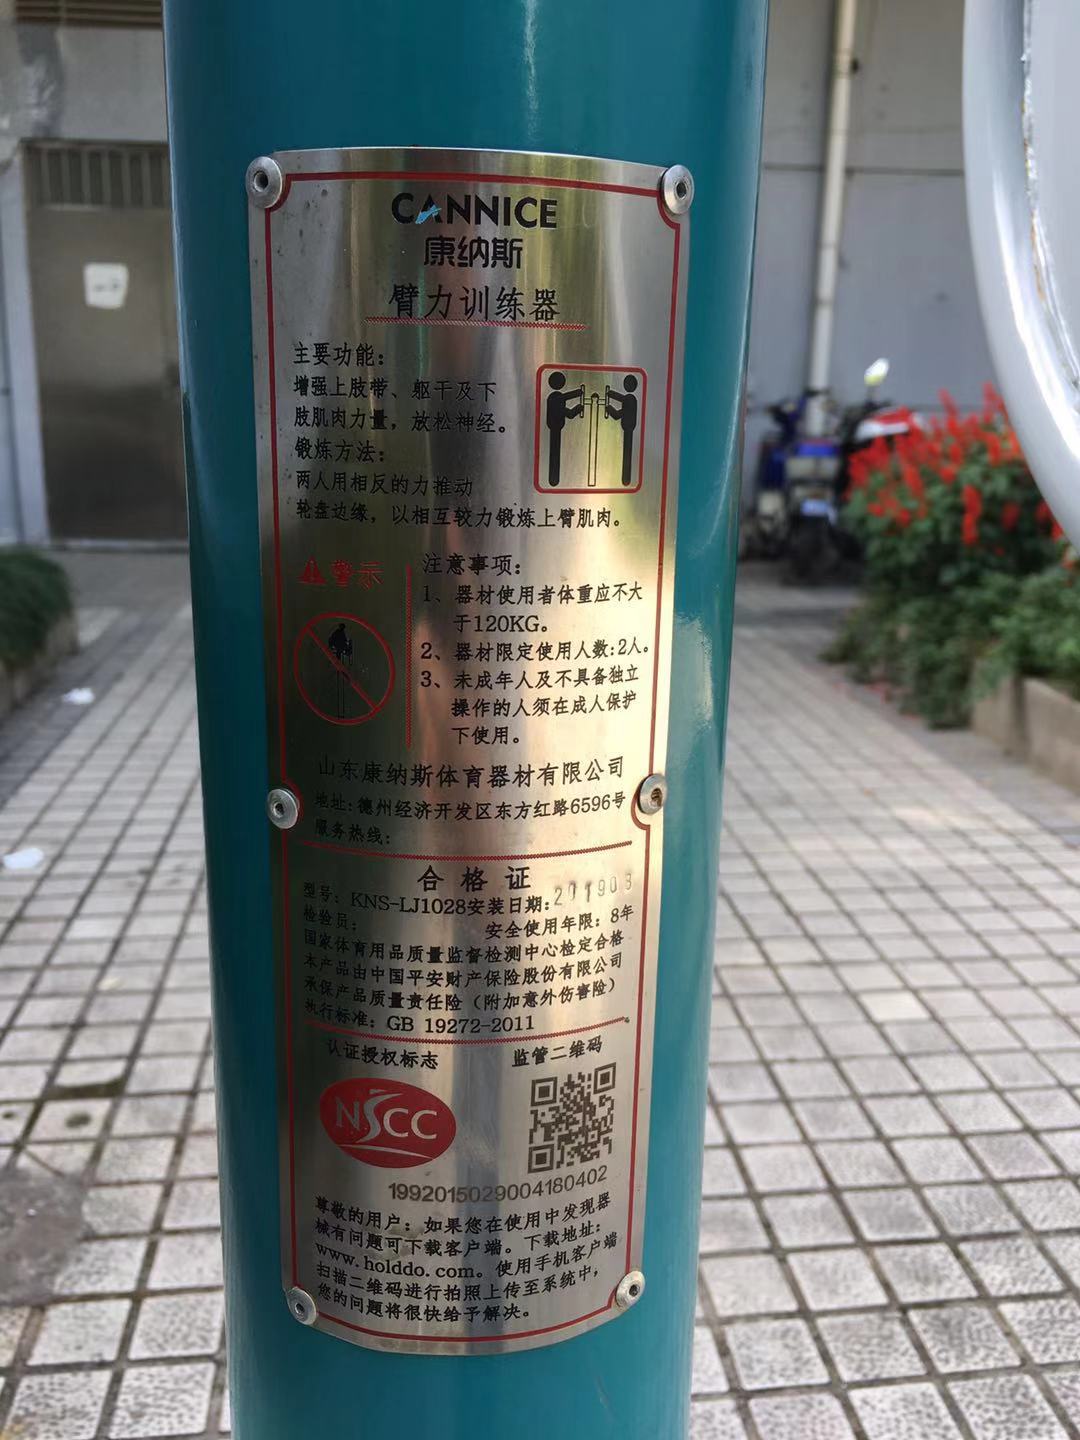 CANNICE
康纳斯
臂力训练器
主要功能：
增强上肢带、躯干及下
肢肌肉力量，放松神经。
锻炼方法：
两人用相反的力推动
轮盘边缘，以相互较力锻炼上臂肌肉。
警示
注意事项：
1、器材使用者体重应不大
于120KG。
2、器材限定使用人数：2人。
3、未成年人及不具备独立
操作的人须在成人保护
下使用。
山东康纳斯体育器材有限公司
地址：德州经济开发区东方红路6596号
服务热线：
合格证
型号：KNS-LJ1028安装日期：201903
检验员： 安全使用年限：8年
国家体育用品质量监督检测中心检定合格
本产品由中国平安财产保险股份有限公司
承保产品质量责任险（附加意外伤害险）
执行标准：GB 19272-2011
认证授权标志 监管二维码
NSCC
1992015029004180402
尊敬的用户：如果您在使用中发现器
械有问题可下载客户端。下载地址：
www.holddo.com。使用手机客户端
扫描二维码进行拍照上传至系统中，
您的问题将很快给予解决。